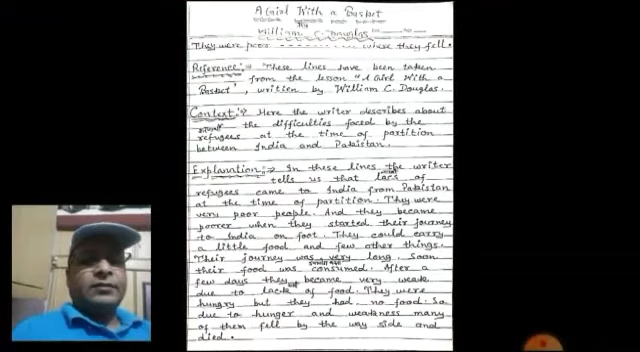 A Girl With a Basket
By
William C. Douglas
They were poor - - - - - - - - - where they fell.
Reference:- These lines have been taken
from the lesson "A Girl With a
Basket", written by William C. Douglas.
Context:- Here the writer describes about
the difficulties faced by the
refugees at the time of partition
between India and Pakistan.
Explanation:- In these lines the writer
tells us that lacs of
refugees came to India from Pakistan
at the time of partition. They were
very poor people. And they became
poorer when they started their journey
to India on foot. They could carry
a little food and few other things.
Their journey was very long. Soon
their food was consumed. After a
few days they became very weak
due to lack of food. They were
hungry but they had no food. So
due to hunger and weakness many
of them fell by the way side and
died.